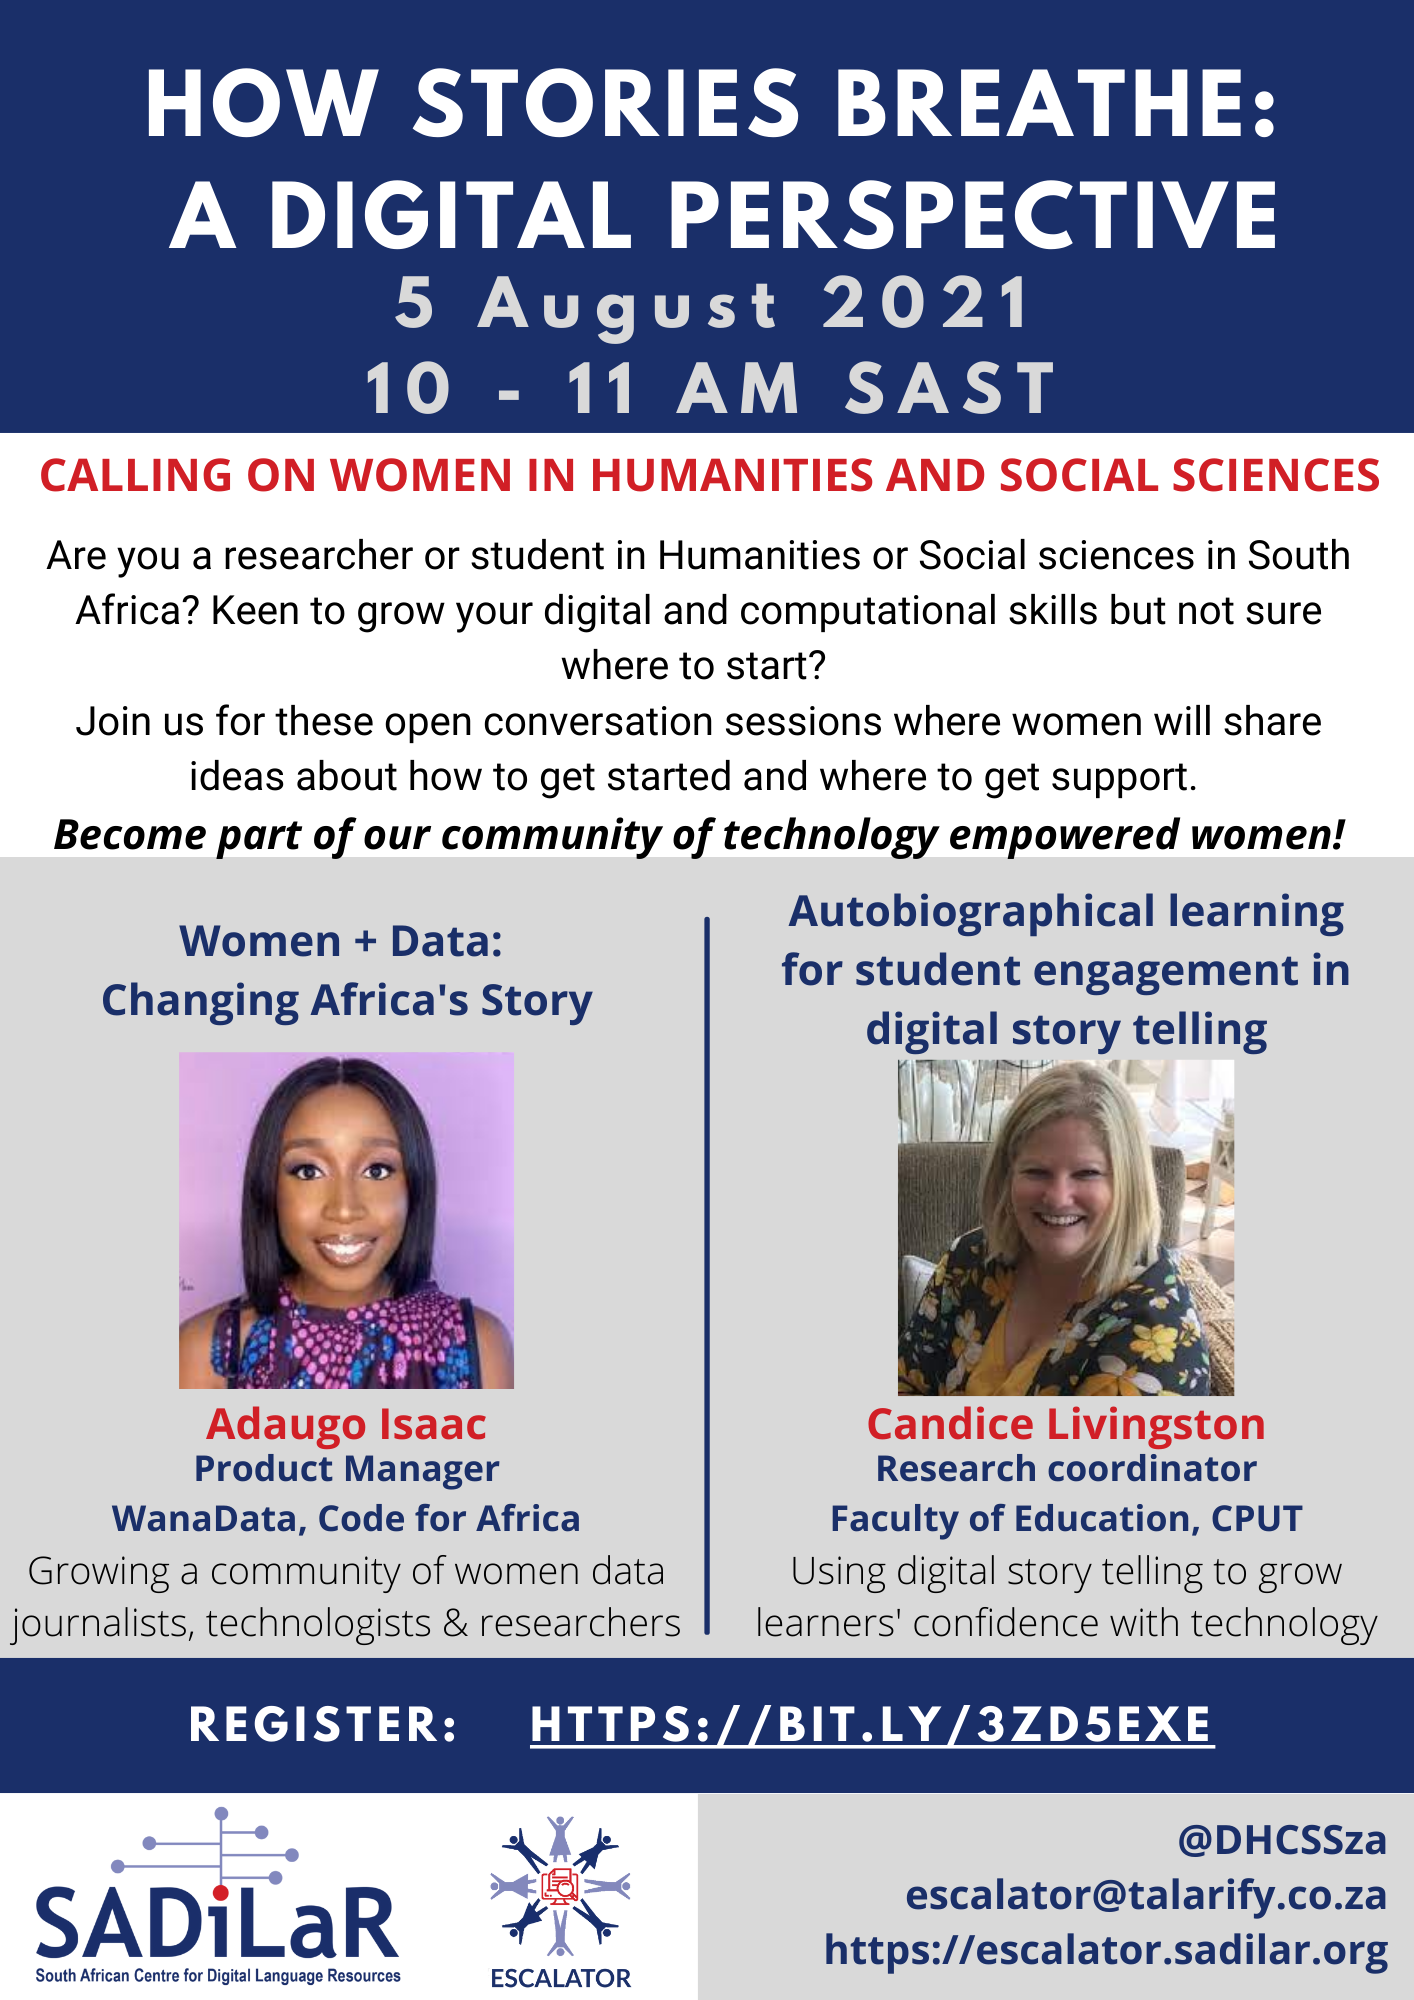 HOW STORIES BREATHE:
A DIGITAL PERSPECTIVE
5 August 2021
10 - 11 AM SAST
CALLING ON WOMEN IN HUMANITIES AND SOCIAL SCIENCES
Are you a researcher or student in Humanities or Social sciences in South
Africa? Keen to grow your digital and computational skills but not sure
where to start?
Join us for these open conversation sessions where women will share
ideas about how to get started and where to get support.
Become part of our community of technology empowered women!
Women + Data:
Changing Africa's Story
Adaugo Isaac
Product Manager
WanaData, Code for Africa
Growing a community of women data
journalists, technologists & researchers
Autobiographical learning
for student engagement in
digital story telling
Candice Livingston
Research coordinator
Faculty of Education, CPUT
Using digital story telling to grow
learners' confidence with technology
REGISTER: HTTPS://BIT.LY/3ZD5EXE
SADiLaR
South African Centre for Digital Language Resources
ESCALATOR
@DHCSSza
escalator@talarify.co.za
https://escalator.sadilar.org